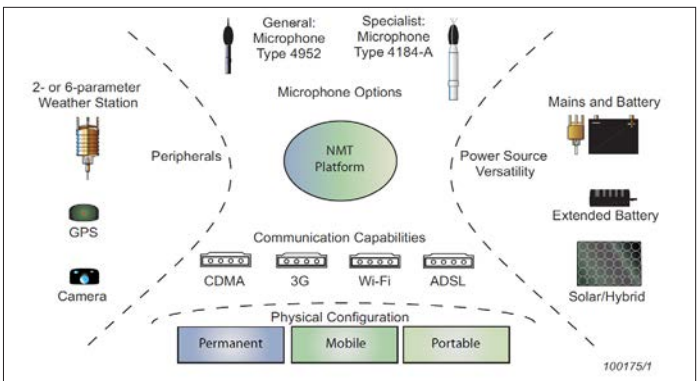 General:
Microphone
Type 4952
Specialist:
Microphone
Type 4184-A
Microphone Options
2- or 6-parameter
Weather Station
GPS
Camera
Peripherals
NMT
Platform
Power Source
Versatility
Mains and Battery
Extended Battery
Solar/Hybrid
Communication Capabilities
CDMA
3G
Wi-Fi
ADSL
Physical Configuration
Permanent
Mobile
Portable
100175/1